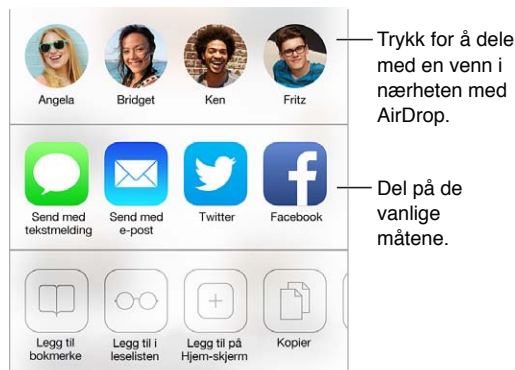 Angela Bridget Ken Fritz
Trykk for å dele
med en venn i
nærheten med
AirDrop.
Send med
tekstmelding
Send med
e-post
Twitter
Facebook
Del på de
vanlige
måtene.
Legg til
bokmerke
Legg til i
leselisten
Legg til på
Hjem-skjerm
Kopier